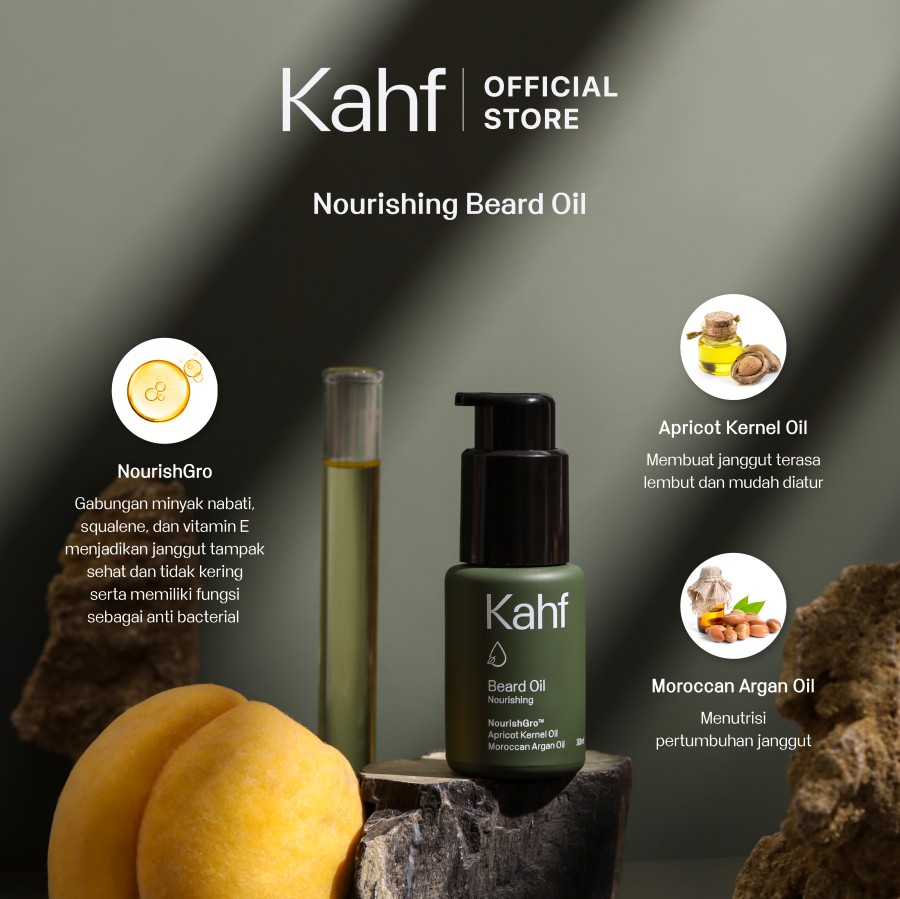 Kahf
OFFICIAL
STORE
Nourishing Beard Oil
NourishGro
Gabungan minyak nabati,
squalene, dan vitamin E
menjadikan janggut tampak
sehat dan tidak kering
serta memiliki fungsi
sebagai anti bacterial
Apricot Kernel Oil
Membuat janggut terasa
lembut dan mudah diatur
Moroccan Argan Oil
Menutrisi
pertumbuhan janggut
Kahf
Beard Oil
Nourishing
NourishGro™
Apricot Kernel Oil
Moroccan Argan Oil